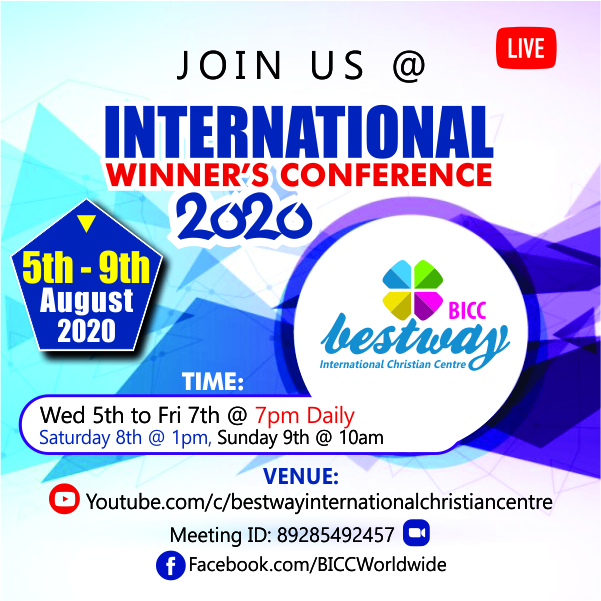 LIVE
JOIN US @
INTERNATIONAL
WINNER'S CONFERENCE
2020
5th - 9th
August
2020
BICC
bestway
International Christian Centre
TIME:
Wed 5th to Fri 7th @ 7pm Daily
Saturday 8th @ 1pm, Sunday 9th @ 10am
VENUE:
Youtube.com/c/bestwayinternationalchristiancentre
Meeting ID: 89285492457
Facebook.com/BICCWorldwide